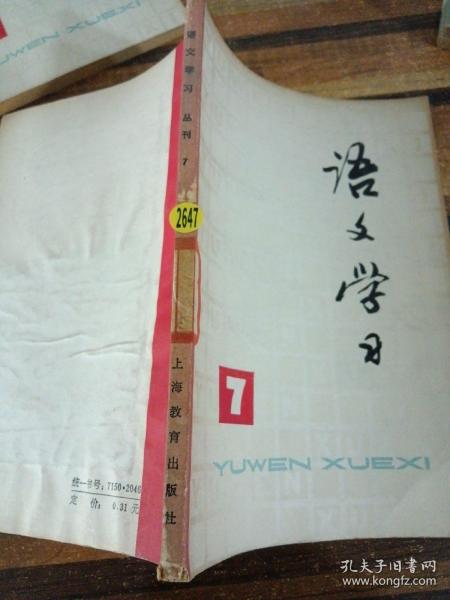 语文学习
7
YUWEN XUEXI
语文学习 丛刊 7
2647
上海教育出版社
统一书号：7150·2046
定价：0.31元
孔夫子旧书网
www.kongfz.com